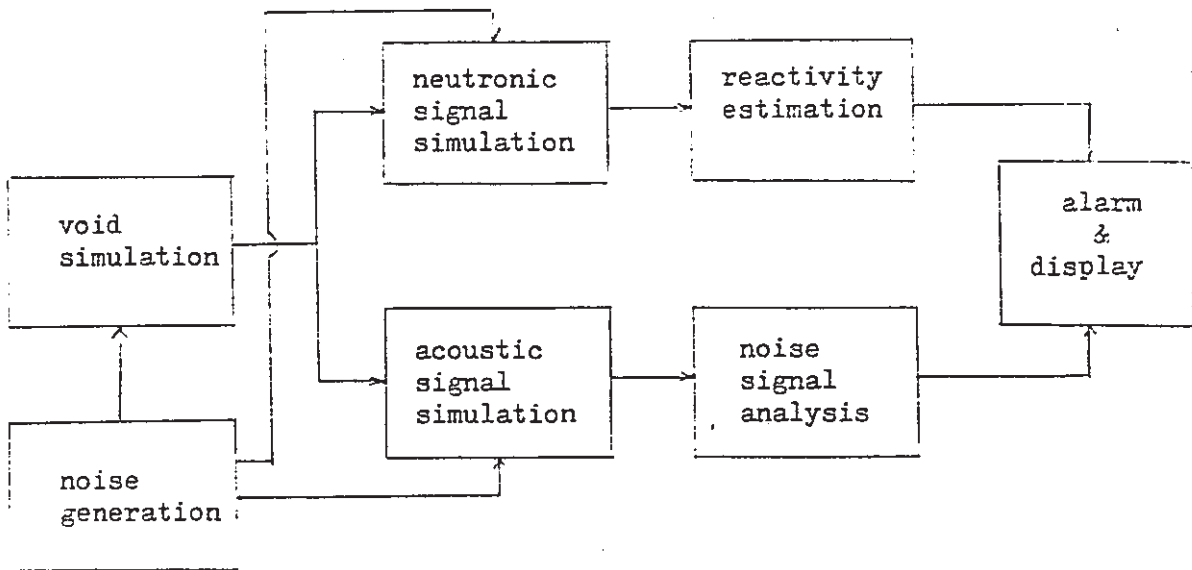 neutronic
signal
simulation
reactivity
estimation
void
simulation
alarm
&
display
acoustic
signal
simulation
noise
signal
analysis
noise
generation